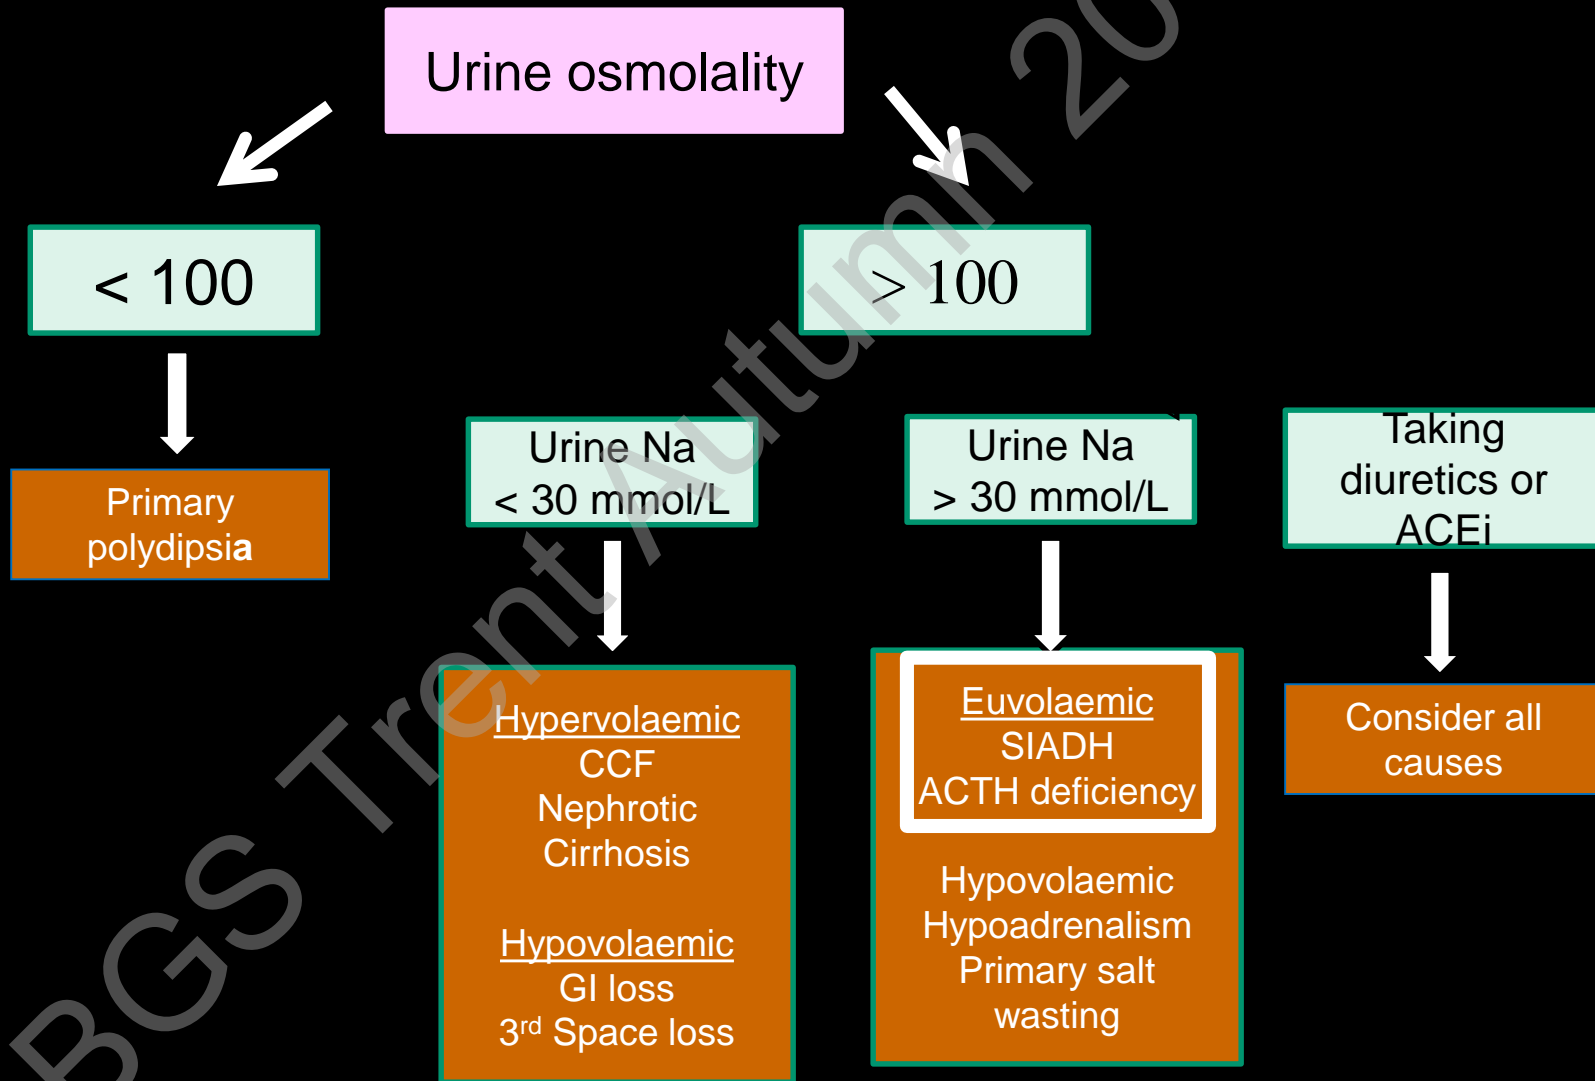 Urine osmolality
< 100
> 100
Primary
polydipsia
Urine Na
< 30 mmol/L
Urine Na
> 30 mmol/L
Taking
diuretics or
ACEi
Hypervolaemic
CCF
Nephrotic
Cirrhosis
Hypovolaemic
GI loss
3rd Space loss
Euvolaemic
SIADH
ACTH deficiency
Hypovolaemic
Hypoadrenalism
Primary salt
wasting
Consider all
causes
BGS Trent Autumn 20